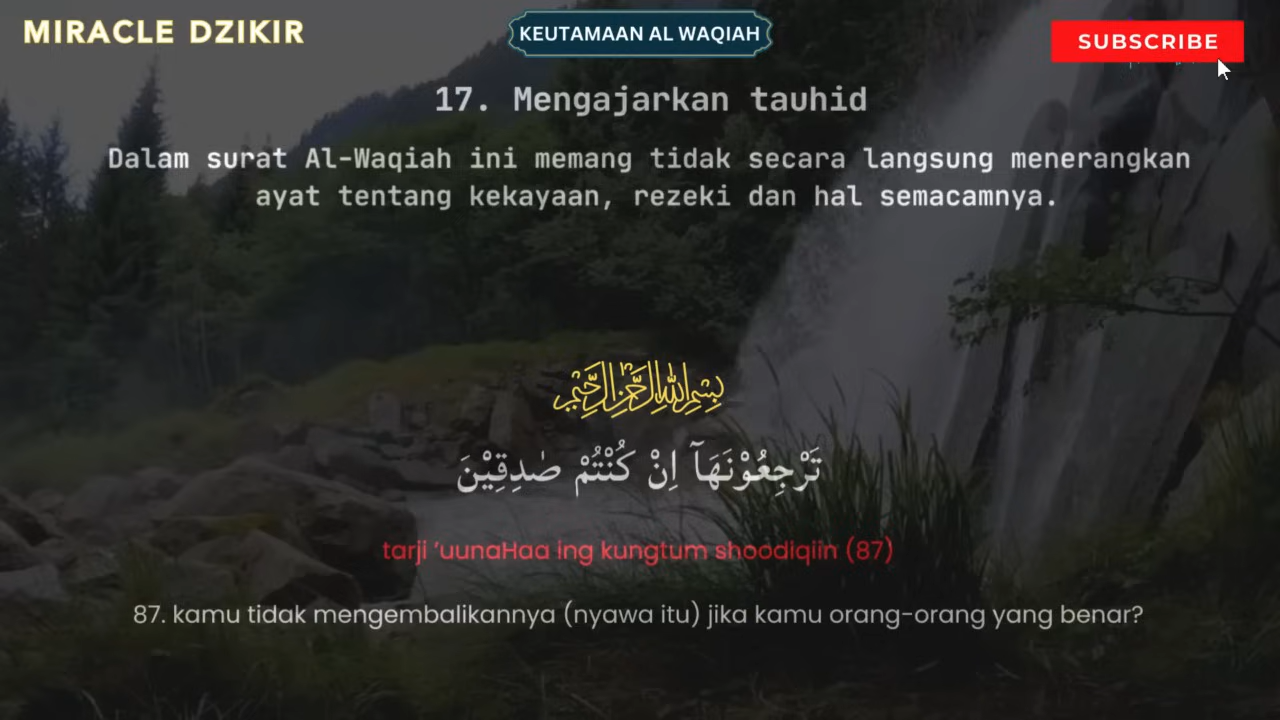 MIRACLE DZIKIR
KEUTAMAAN AL WAQIAH
SUBSCRIBE
17. Mengajarkan tauhid
Dalam surat Al-Waqiah ini memang tidak secara langsung menerangkan
ayat tentang kekayaan, rezeki dan hal semacamnya.
بِسْمِ اللهِ الرَّحْمٰنِ الرَّحِيْمِ
تَرْجِعُوْنَهَآ اِنْ كُنْتُمْ صٰدِقِيْنَ
tarji ‘uunaHaa ing kungtum shoodiqiin (87)
87. kamu tidak mengembalikannya (nyawa itu) jika kamu orang-orang yang benar?